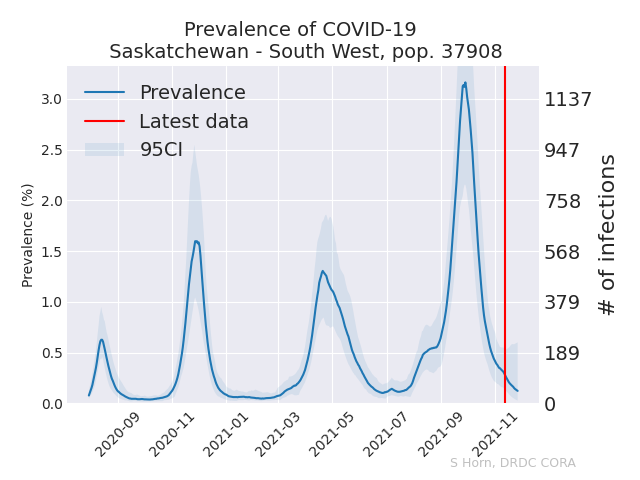 Prevalence of COVID-19
Saskatchewan - South West, pop. 37908
Prevalence
Latest data
95CI
Prevalence (%)
3.0
2.5
2.0
1.5
1.0
0.5
0.0
1137
947
758
568
379
189
0
# of infections
2020-09
2020-11
2021-01
2021-03
2021-05
2021-07
2021-09
2021-11
S Horn, DRDC CORA